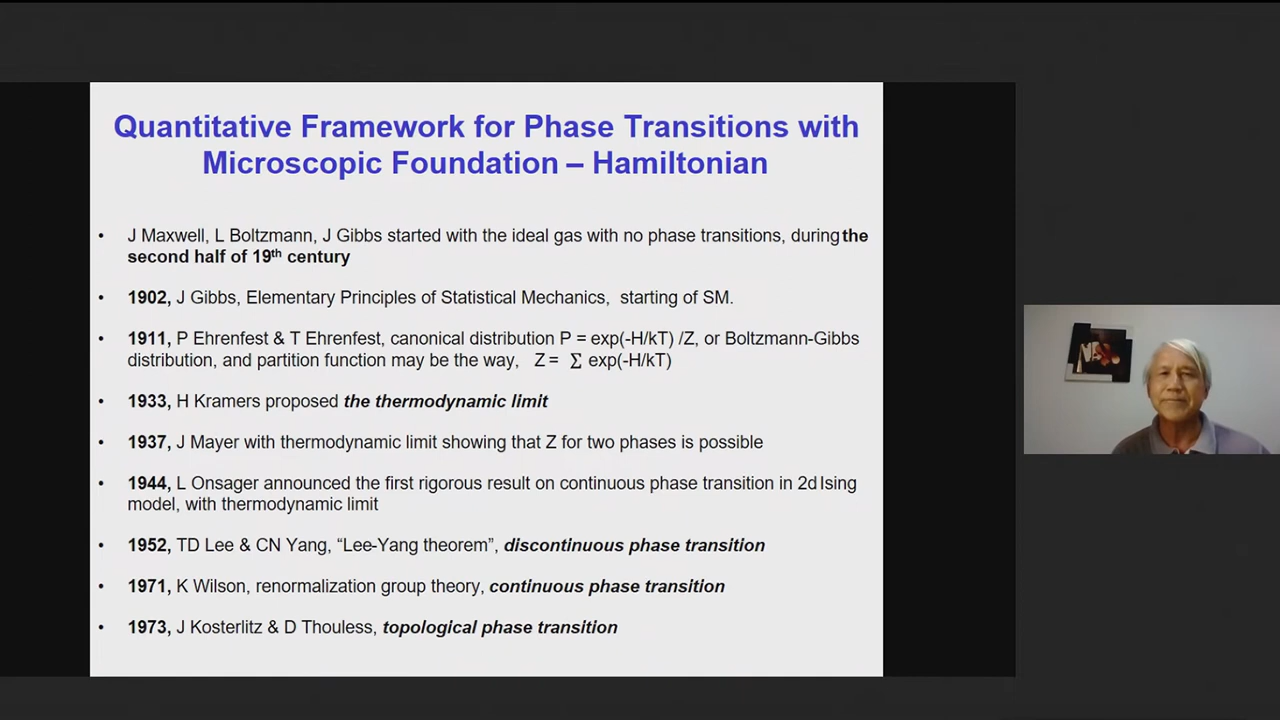 Quantitative Framework for Phase Transitions with
Microscopic Foundation – Hamiltonian
• J Maxwell, L Boltzmann, J Gibbs started with the ideal gas with no phase transitions, during the
second half of 19th century
• 1902, J Gibbs, Elementary Principles of Statistical Mechanics, starting of SM.
• 1911, P Ehrenfest & T Ehrenfest, canonical distribution P = exp(-H/kT) /Z, or Boltzmann-Gibbs
distribution, and partition function may be the way, Z = Σ exp(-H/kT)
• 1933, H Kramers proposed the thermodynamic limit
• 1937, J Mayer with thermodynamic limit showing that Z for two phases is possible
• 1944, L Onsager announced the first rigorous result on continuous phase transition in 2d Ising
model, with thermodynamic limit
• 1952, TD Lee & CN Yang, “Lee-Yang theorem”, discontinuous phase transition
• 1971, K Wilson, renormalization group theory, continuous phase transition
• 1973, J Kosterlitz & D Thouless, topological phase transition